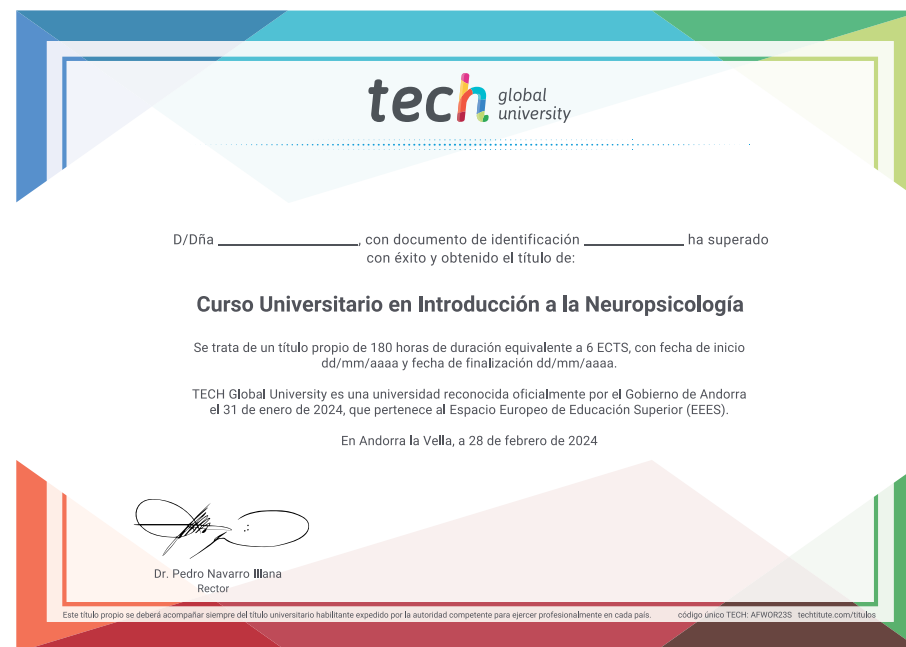 tech global university
D/Dña ____________________, con documento de identificación ______________ ha superado
con éxito y obtenido el título de:
Curso Universitario en Introducción a la Neuropsicología
Se trata de un título propio de 180 horas de duración equivalente a 6 ECTS, con fecha de inicio
dd/mm/aaaa y fecha de finalización dd/mm/aaaa.
TECH Global University es una universidad reconocida oficialmente por el Gobierno de Andorra
el 31 de enero de 2024, que pertenece al Espacio Europeo de Educación Superior (EEES).
En Andorra la Vella, a 28 de febrero de 2024
Dr. Pedro Navarro Illana
Rector
Este título propio se deberá acompañar siempre del título universitario habilitante expedido por la autoridad competente para ejercer profesionalmente en cada país. código único TECH: AFWOR23S techtitute.com/titulos